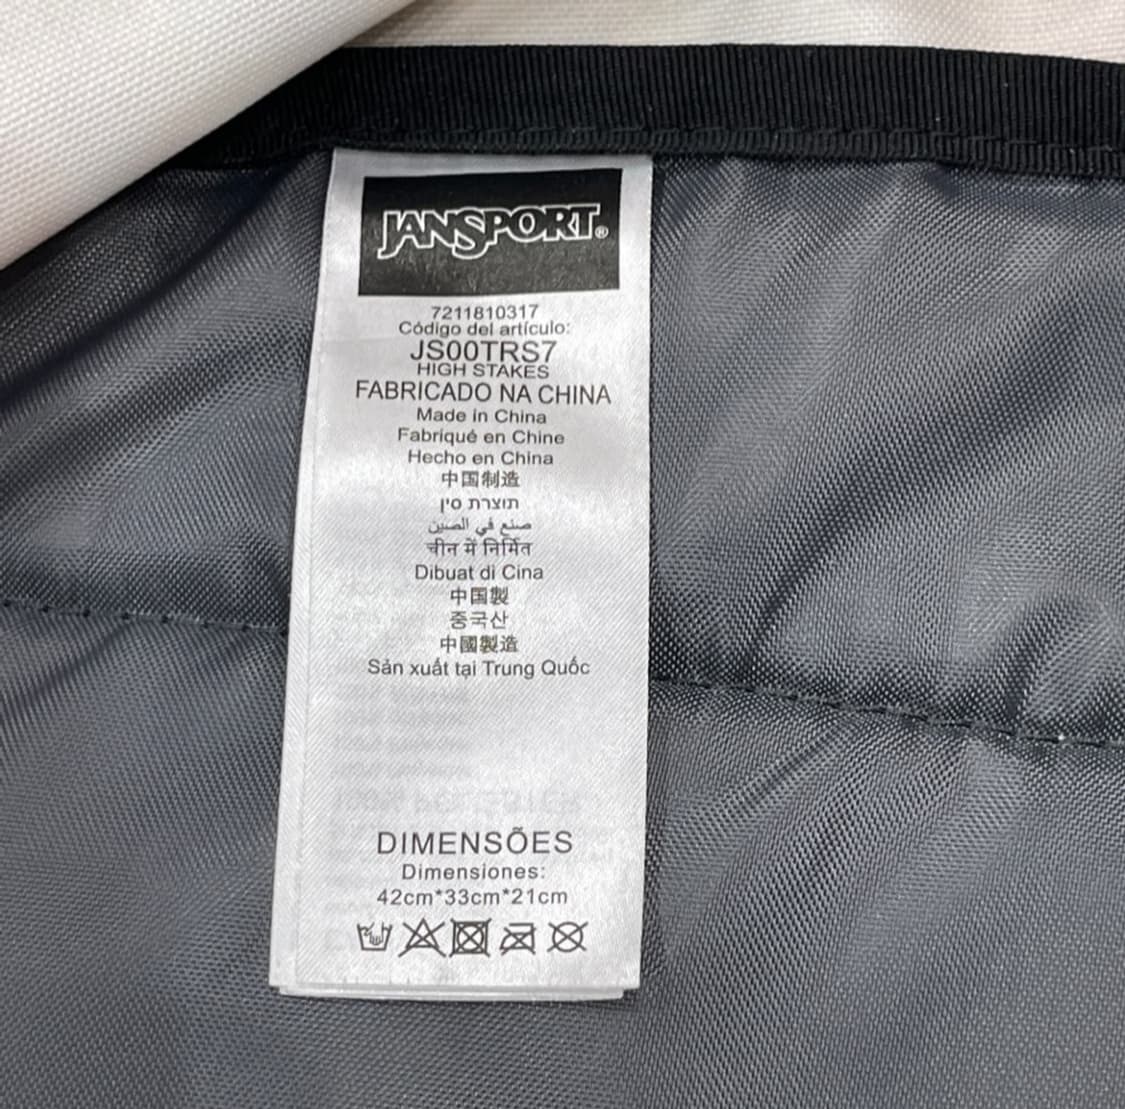 JANSPORT®
7211810317
Código del artículo:
JS00TRS7
HIGH STAKES
FABRICADO NA CHINA
Made in China
Fabriqué en Chine
Hecho en China
中国制造
תוצרת סין
صنع في الصين
चीन में निर्मित
Dibuat di Cina
中国製
중국산
中國製造
Sản xuất tại Trung Quốc
DIMENSÕES
Dimensiones:
42cm*33cm*21cm